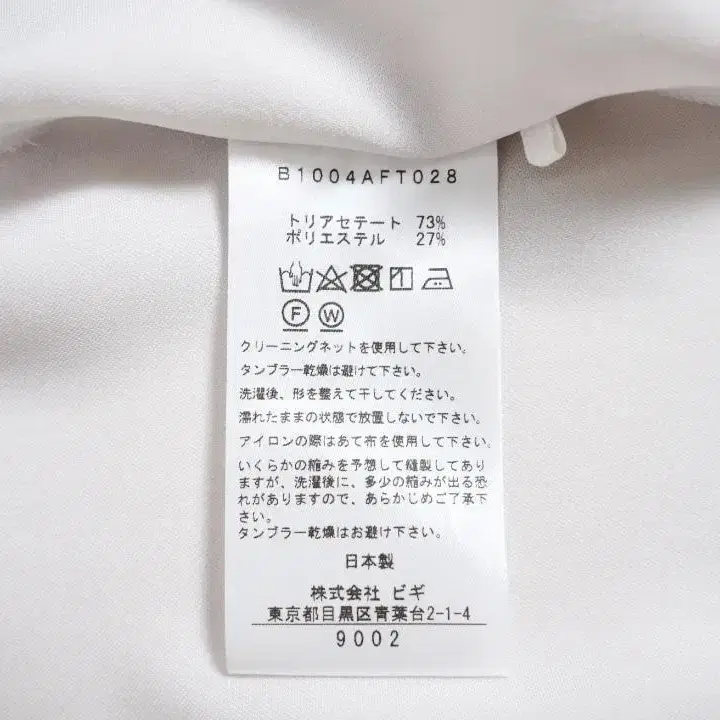 B1004AFT028
トリアセテート 73%
ポリエステル 27%
F W
クリーニングネットを使用して下さい。
タンブラー乾燥は避けて下さい。
洗濯後、形を整えて干してください。
濡れたままの状態で放置しないで下さい。
アイロンの際はあて布を使用して下さい。
いくらかの縮みを予想して縫製してあり
ますが、洗濯後に、多少の縮みが出る恐
れがありますので、あらかじめご了承下
さい。
タンブラー乾燥はお避け下さい。
日本製
株式会社 ビギ
東京都目黒区青葉台2-1-4
9002